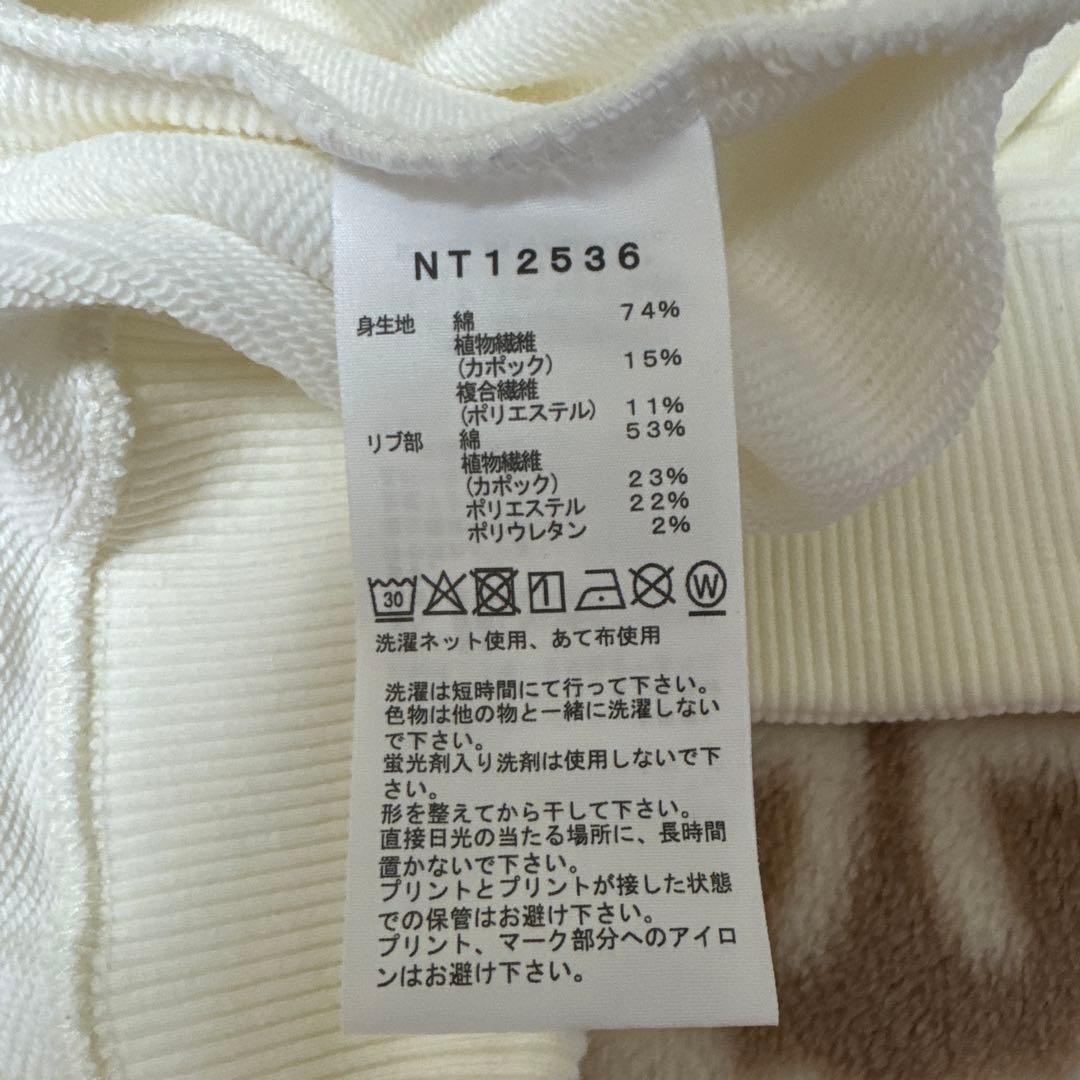 NT12536
身生地 綿 74%
植物繊維
(カポック) 15%
複合繊維
(ポリエステル) 11%
リブ部 綿 53%
植物繊維
(カポック) 23%
ポリエステル 22%
ポリウレタン 2%
30 W
洗濯ネット使用、あて布使用
洗濯は短時間にて行って下さい。
色物は他の物と一緒に洗濯しない
で下さい。
蛍光剤入り洗剤は使用しないで下
さい。
形を整えてから干して下さい。
直接日光の当たる場所に、長時間
置かないで下さい。
プリントとプリントが接した状態
での保管はお避け下さい。
プリント、マーク部分へのアイロ
ンはお避け下さい。